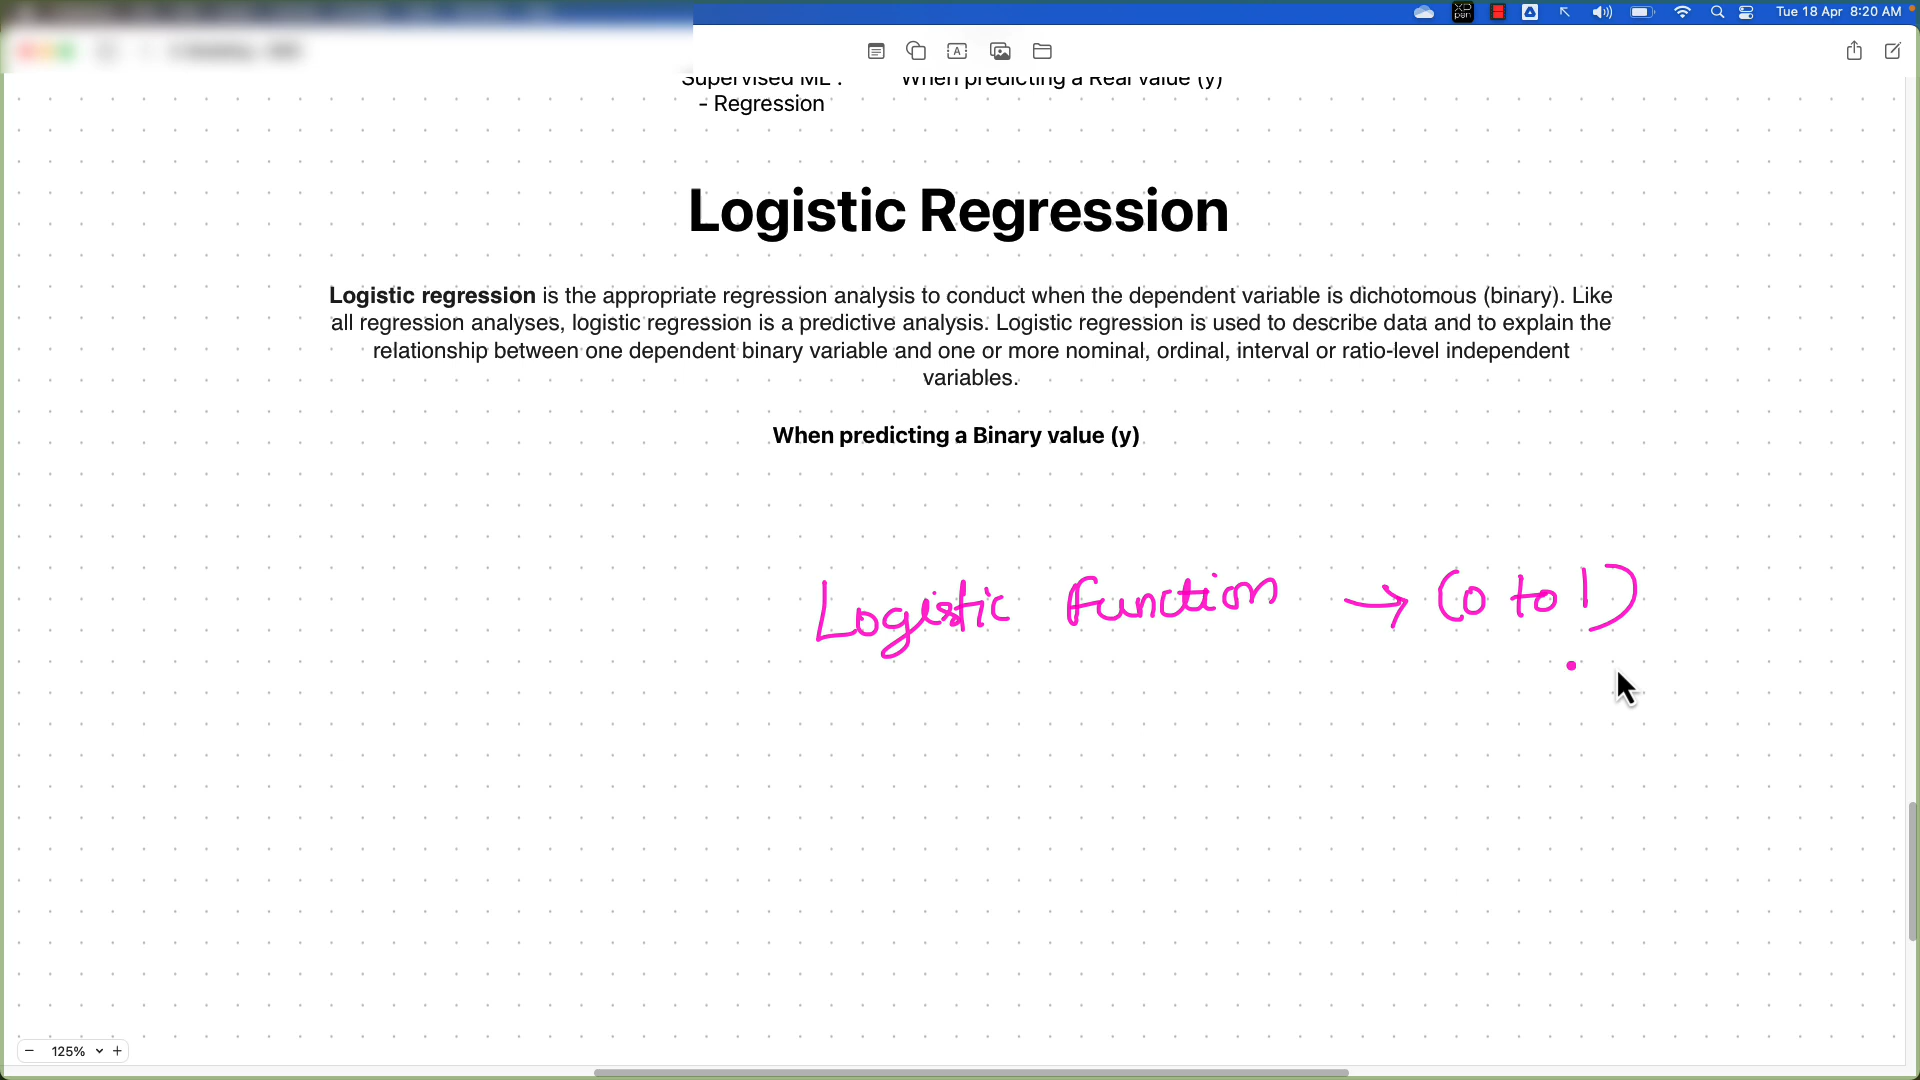 Tue 18 Apr 8:20 AM
Supervised ML : When predicting a Real value (y)
- Regression
Logistic Regression
Logistic regression is the appropriate regression analysis to conduct when the dependent variable is dichotomous (binary). Like
all regression analyses, logistic regression is a predictive analysis. Logistic regression is used to describe data and to explain the
relationship between one dependent binary variable and one or more nominal, ordinal, interval or ratio-level independent
variables.
When predicting a Binary value (y)
Logistic function → (0 to 1)
− 125% +